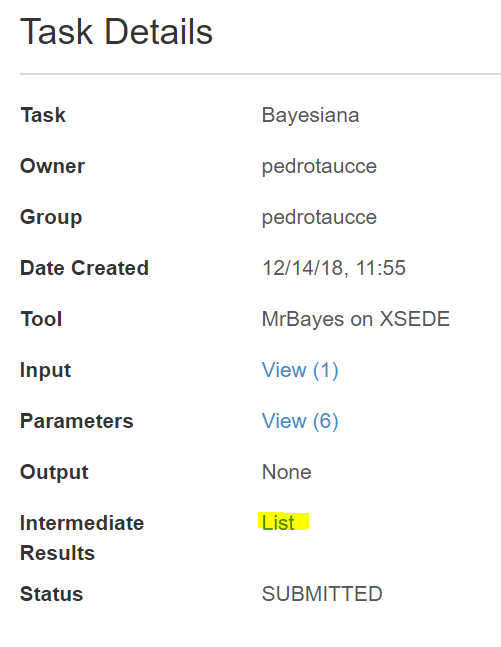 Task Details
Task Bayesiana
Owner pedrotaucce
Group pedrotaucce
Date Created 12/14/18, 11:55
Tool MrBayes on XSEDE
Input View (1)
Parameters View (6)
Output None
Intermediate List
Results
Status SUBMITTED